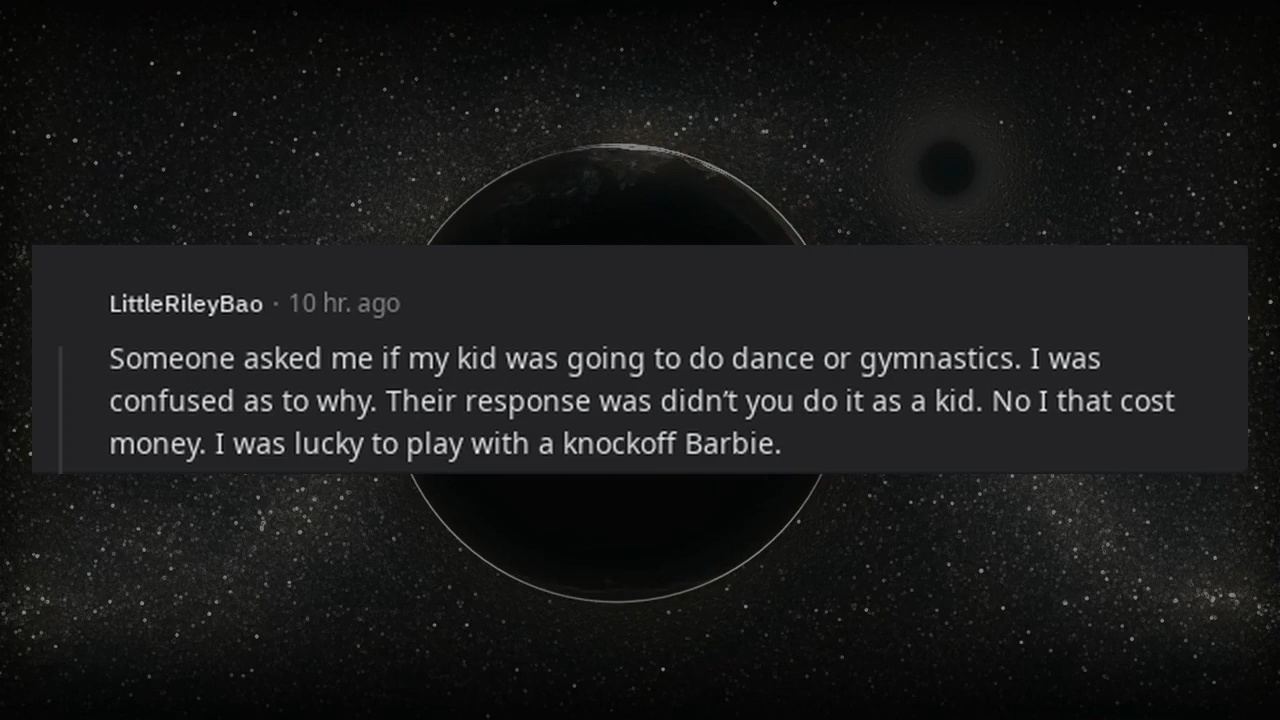 LittleRileyBao · 10 hr. ago
Someone asked me if my kid was going to do dance or gymnastics. I was
confused as to why. Their response was didn’t you do it as a kid. No I that cost
money. I was lucky to play with a knockoff Barbie.